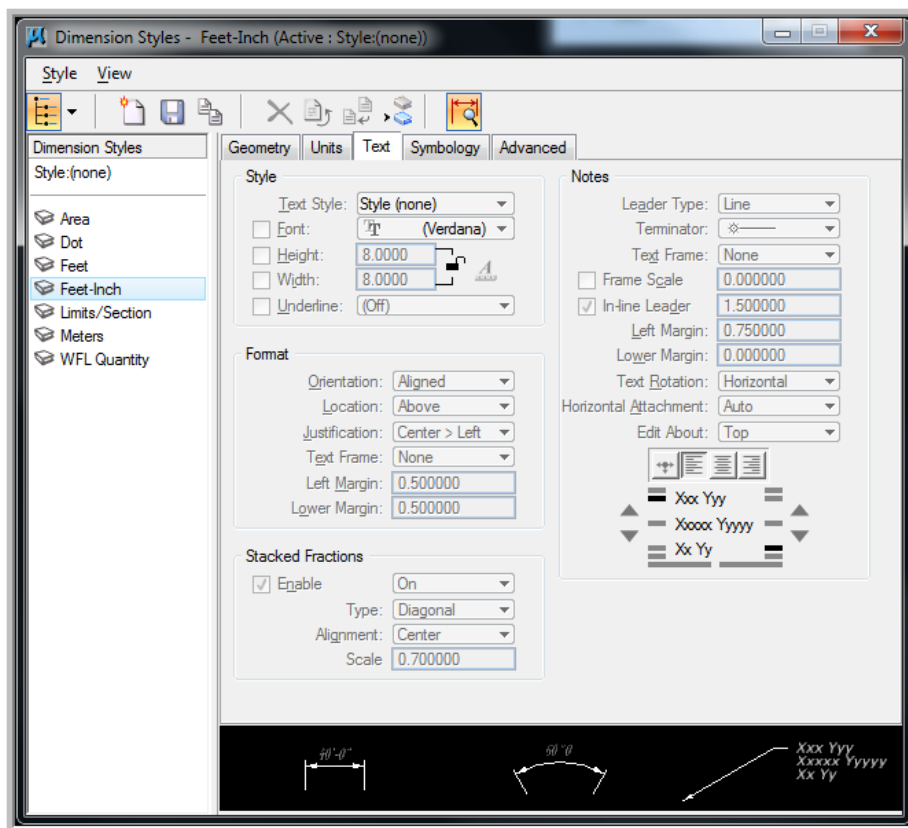 Dimension Styles - Feet-Inch (Active : Style:(none))
Style View
Dimension Styles
Style:(none)
Area
Dot
Feet
Feet-Inch
Limits/Section
Meters
WFL Quantity
Geometry Units Text Symbology Advanced
Style
Text Style: Style (none)
Font: (Verdana)
Height: 8.0000
Width: 8.0000
Underline: (Off)
Format
Orientation: Aligned
Location: Above
Justification: Center > Left
Text Frame: None
Left Margin: 0.500000
Lower Margin: 0.500000
Stacked Fractions
Enable On
Type: Diagonal
Alignment: Center
Scale 0.700000
Notes
Leader Type: Line
Terminator:
Text Frame: None
Frame Scale 0.000000
In-line Leader 1.500000
Left Margin: 0.750000
Lower Margin: 0.000000
Text Rotation: Horizontal
Horizontal Attachment: Auto
Edit About: Top
Xxx Yyy
Xxxxx Yyyyy
Xx Yy
40'-0"
Xxx Yyy
Xxxxx Yyyyy
Xx Yy